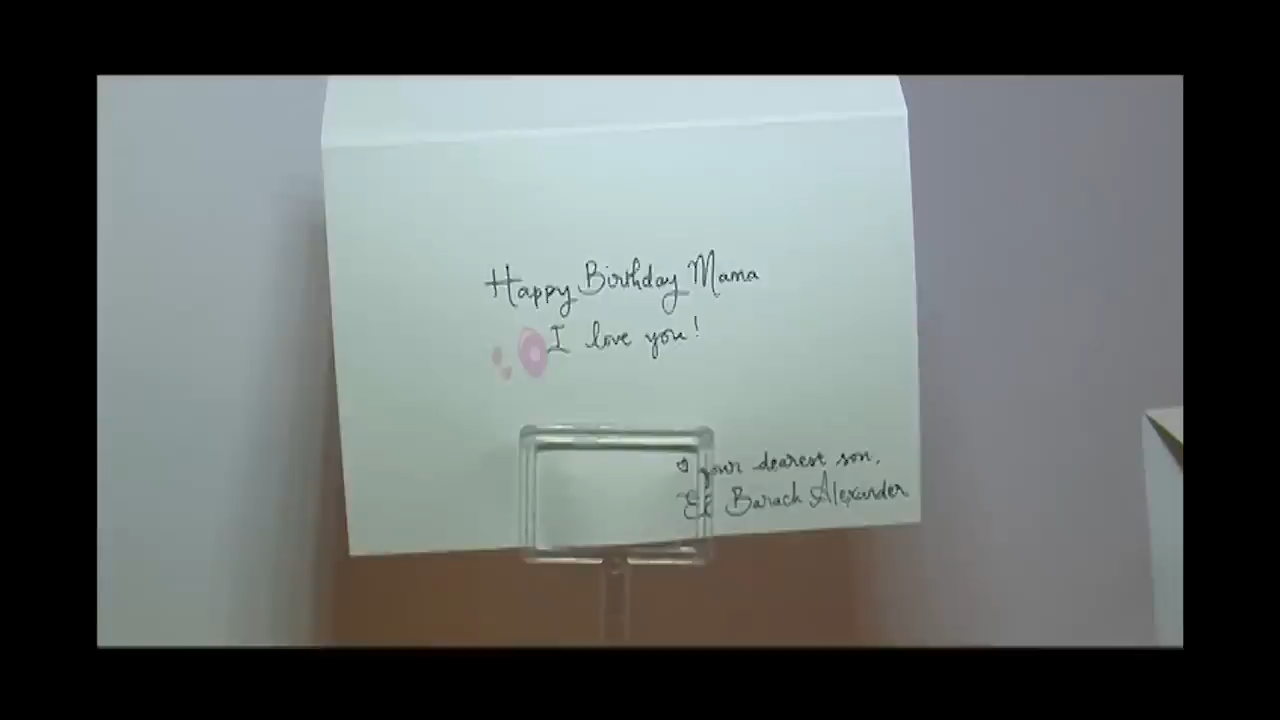 Happy Birthday Mama
I love you!
your dearest son,
Barack Alexander